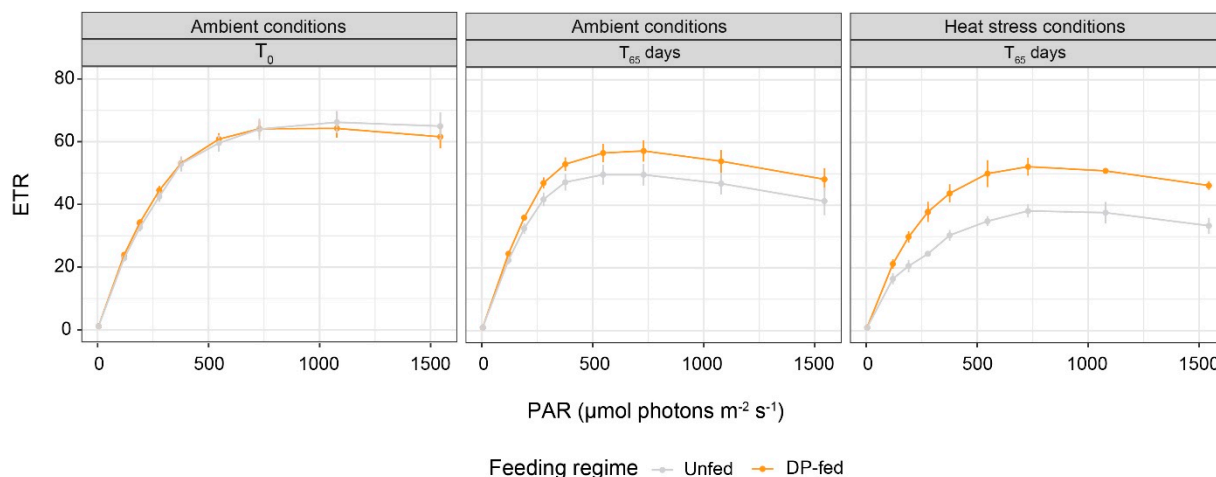 Ambient conditions
T₀
Ambient conditions
T₆₅ days
Heat stress conditions
T₆₅ days
ETR
80
60
40
20
0
0 500 1000 1500
0 500 1000 1500
0 500 1000 1500
PAR (µmol photons m⁻² s⁻¹)
Feeding regime Unfed DP-fed